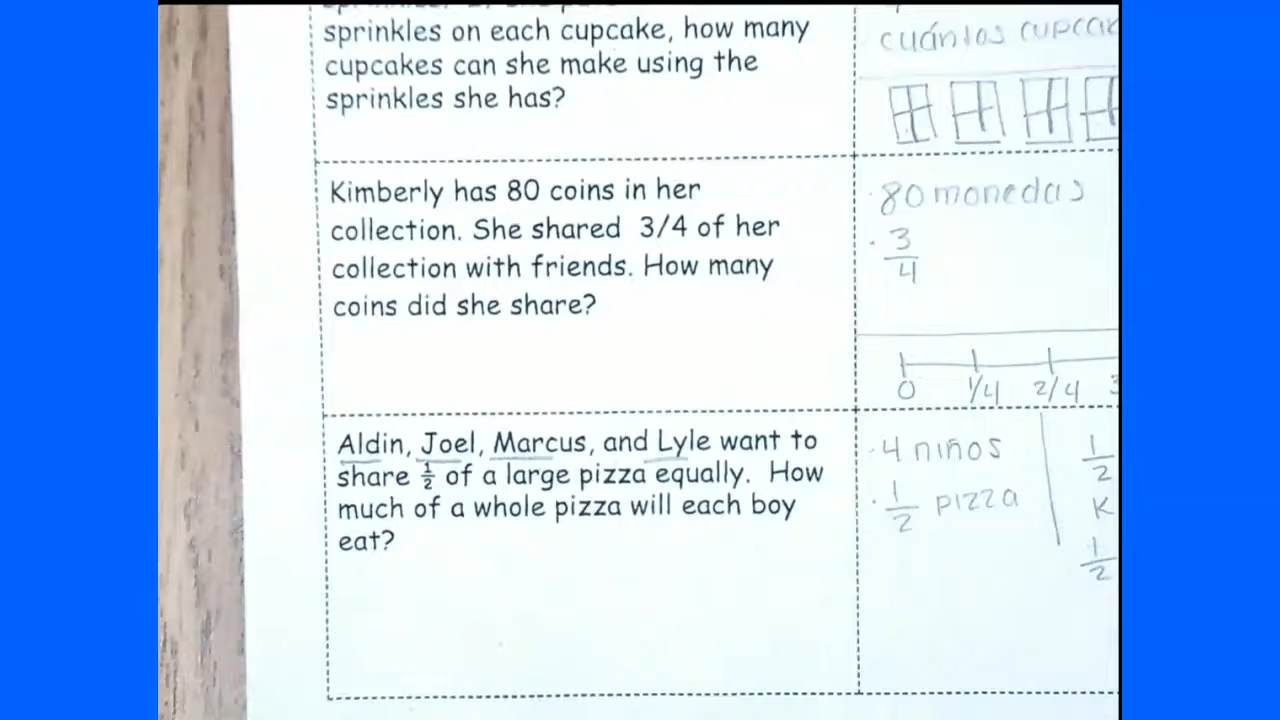 sprinkles on each cupcake, how many
cupcakes can she make using the
sprinkles she has?
cuántos
Kimberly has 80 coins in her
collection. She shared 3/4 of her
collection with friends. How many
coins did she share?
· 80 monedas
· 3/4
0 1/4 2/4
Aldin, Joel, Marcus, and Lyle want to
share 1/2 of a large pizza equally. How
much of a whole pizza will each boy
eat?
· 4 niños
· 1/2 pizza
1/2
K
1/2